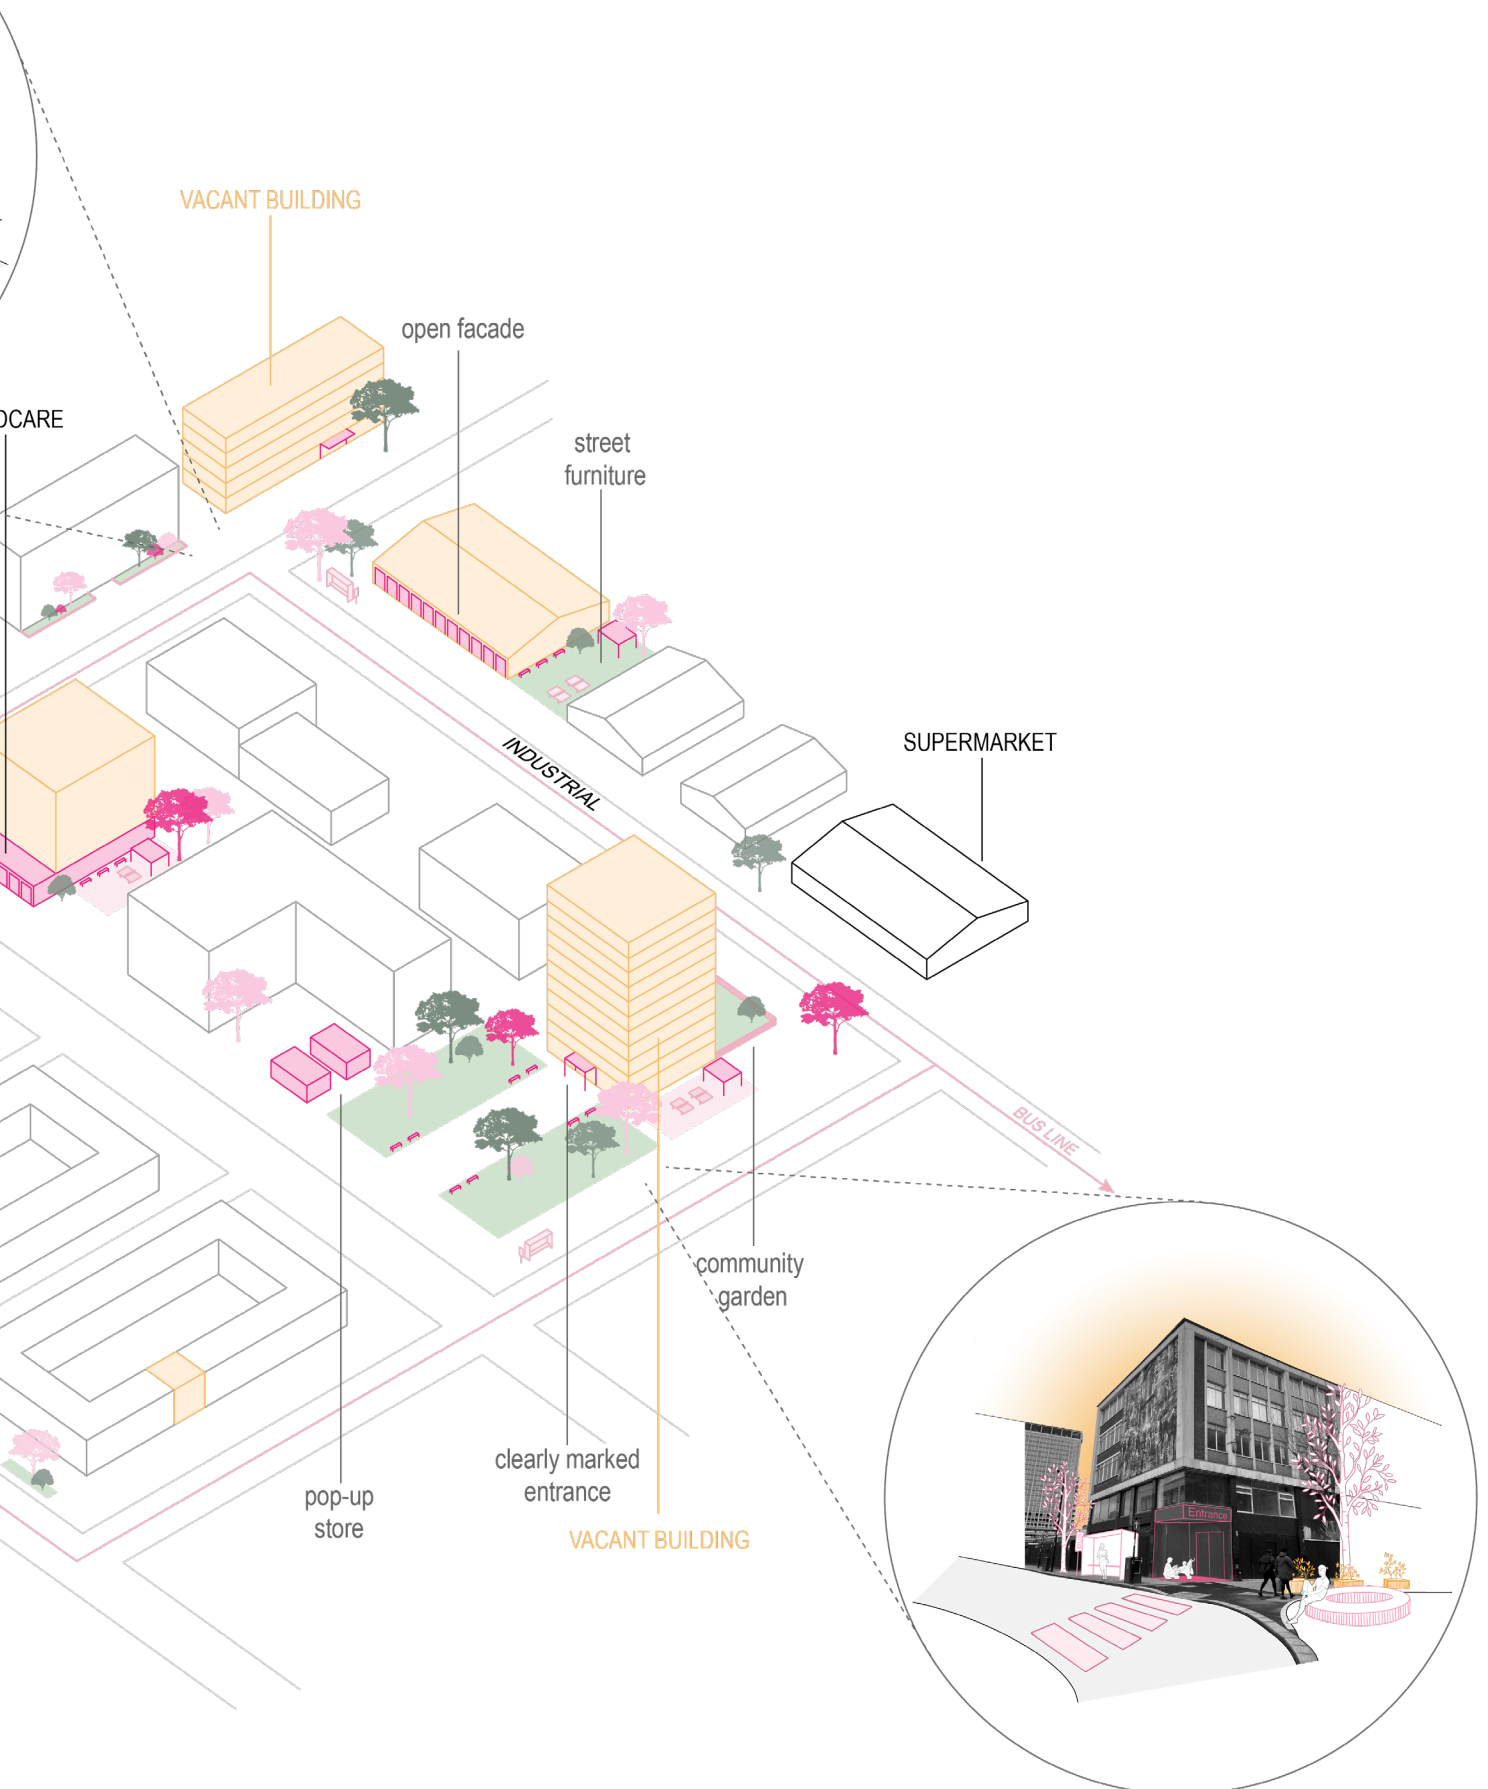 VACANT BUILDING
open facade
DCARE
street
furniture
SUPERMARKET
INDUSTRIAL
BUS LINE
community
garden
clearly marked
entrance
pop-up
store
VACANT BUILDING
Entrance